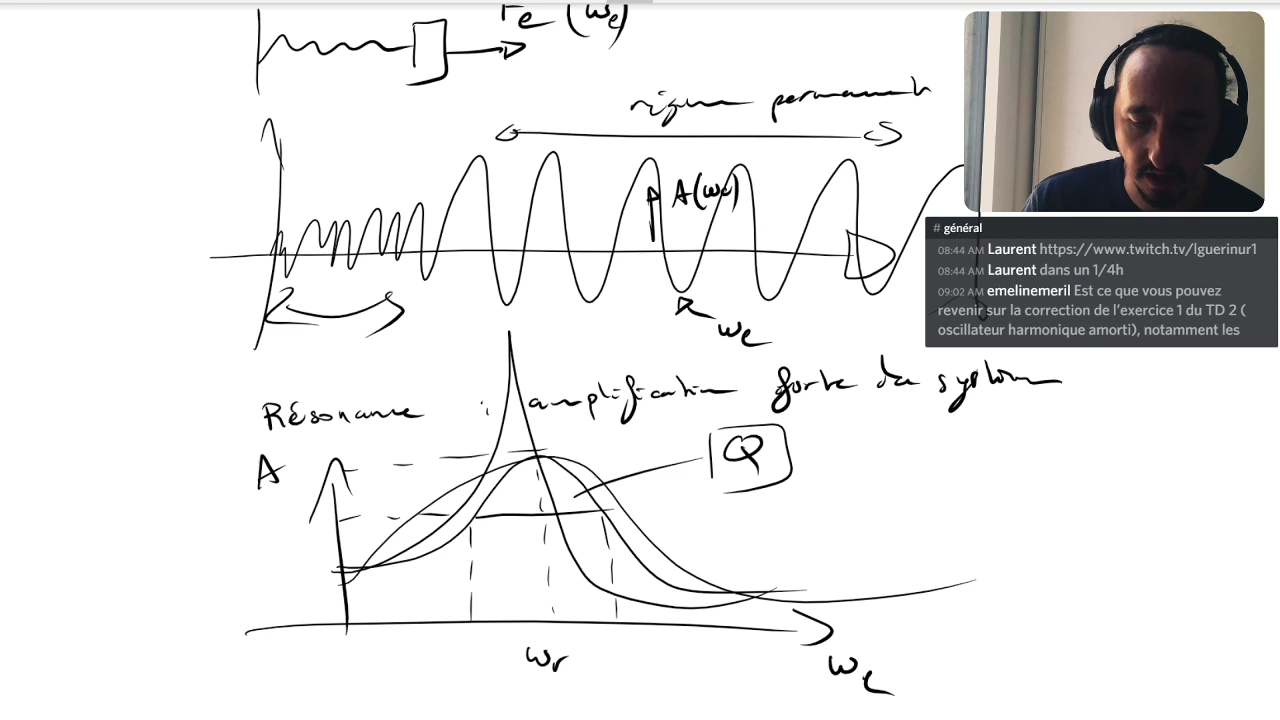 Fe (ωe)
régime permanent
A(ωe)
ωe
# général
08:44 AM Laurent https://www.twitch.tv/lguerinur1
08:44 AM Laurent dans un 1/4h
09:02 AM emelinemeril Est ce que vous pouvez
revenir sur la correction de l'exercice 1 du TD 2 (
oscillateur harmonique amorti), notamment les
Résonance : amplification forte du système
A
Q
ωr
ωe